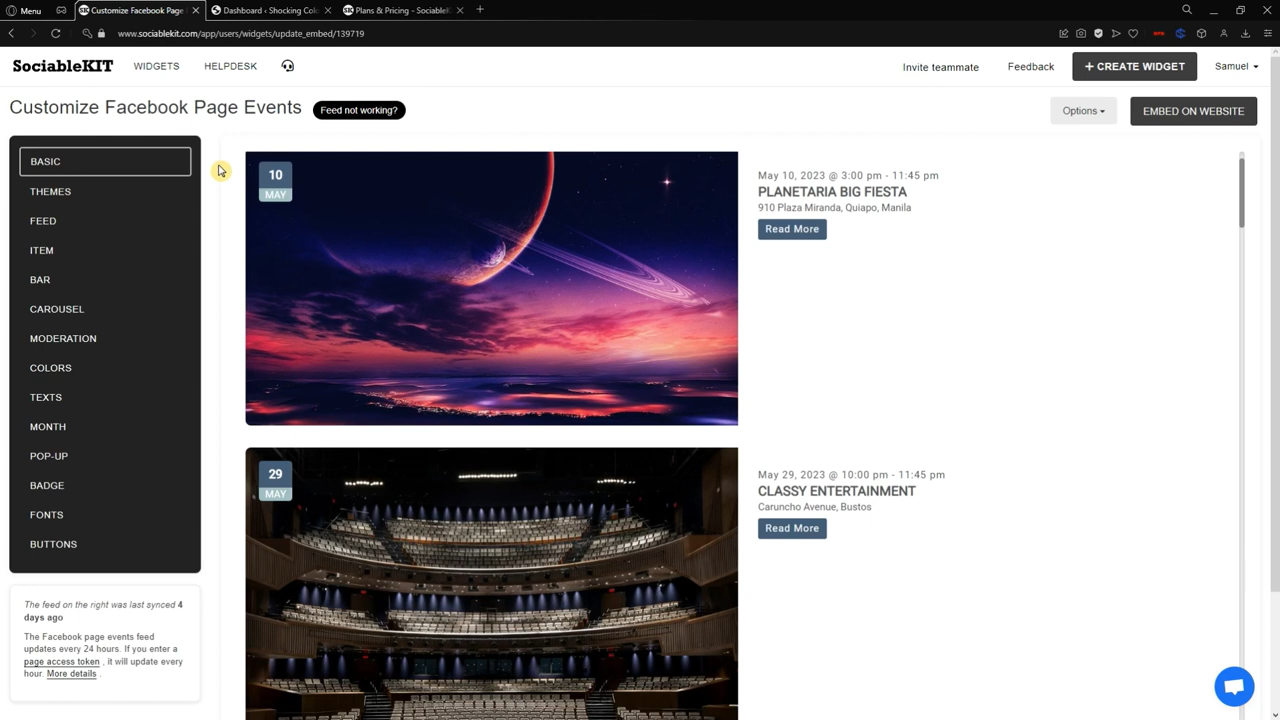 Menu
Customize Facebook Page
Dashboard ‹ Shocking Colo
Plans & Pricing - Sociablek
www.sociablekit.com/app/users/widgets/update_embed/139719
SociableKIT
WIDGETS
HELPDESK
Invite teammate
Feedback
+ CREATE WIDGET
Samuel
Customize Facebook Page Events
Feed not working?
Options
EMBED ON WEBSITE
BASIC
THEMES
FEED
ITEM
BAR
CAROUSEL
MODERATION
COLORS
TEXTS
MONTH
POP-UP
BADGE
FONTS
BUTTONS
The feed on the right was last synced 4
days ago
The Facebook page events feed
updates every 24 hours. If you enter a
page access token , it will update every
hour. More details .
10
MAY
May 10, 2023 @ 3:00 pm - 11:45 pm
PLANETARIA BIG FIESTA
910 Plaza Miranda, Quiapo, Manila
Read More
29
MAY
May 29, 2023 @ 10:00 pm - 11:45 pm
CLASSY ENTERTAINMENT
Caruncho Avenue, Bustos
Read More